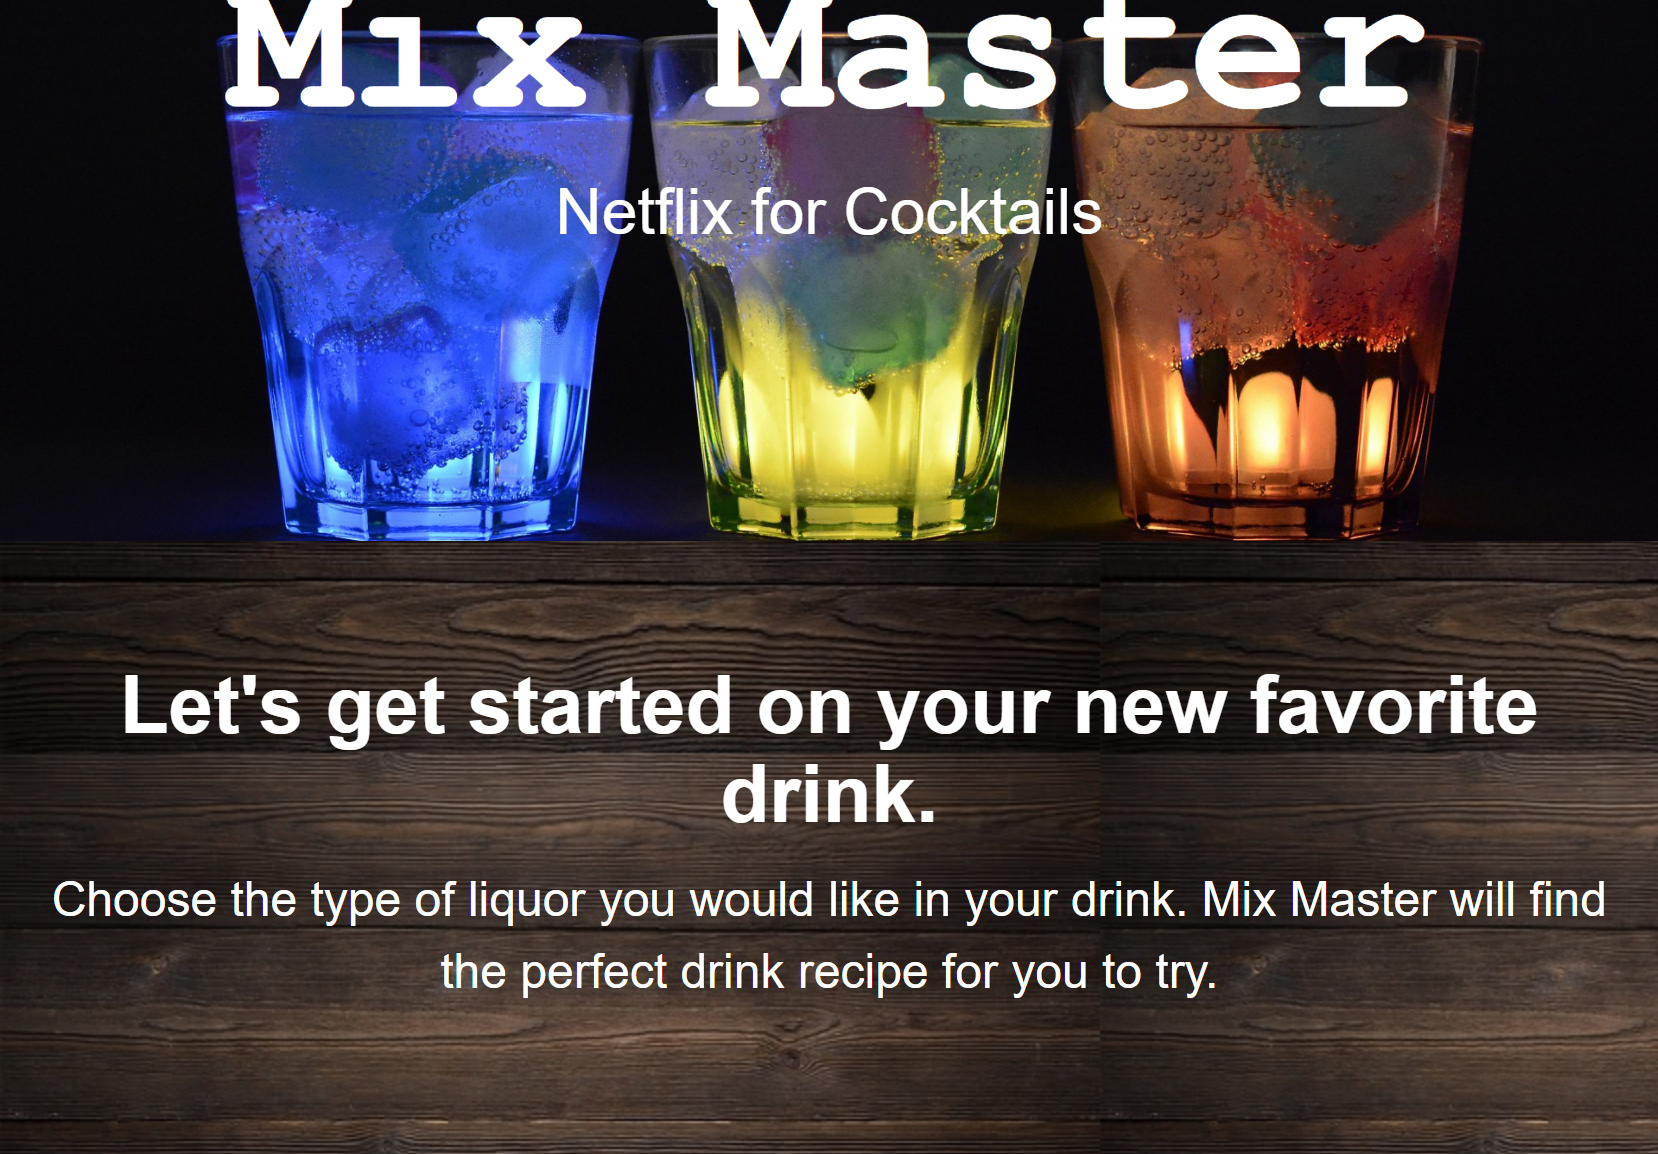 Mix Master
Netflix for Cocktails
Let's get started on your new favorite
drink.
Choose the type of liquor you would like in your drink. Mix Master will find
the perfect drink recipe for you to try.